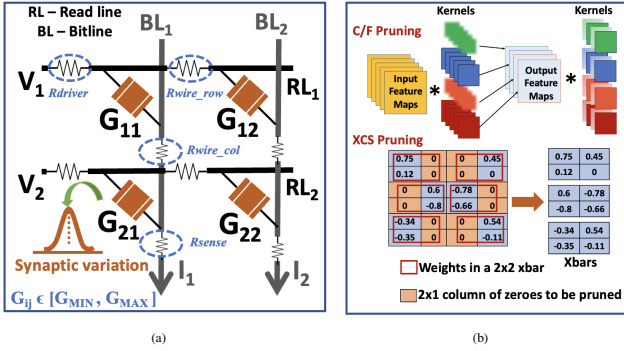 RL – Read line
BL – Bitline
BL1
BL2
V1
Rdriver
Rwire_row
RL1
G11
G12
Rwire_col
V2
RL2
G21
G22
Rsense
Synaptic variation
I1
I2
Gij ϵ [GMIN , GMAX ]
(a)
Kernels
Kernels
C/F Pruning
Input
Feature
Maps
*
Output
Feature
Maps
*
XCS Pruning
0.75 0 0 0.45
0.12 0 0 0
0 0.6 -0.78 0
0 -0.8 -0.66 0
-0.34 0 0 0.54
-0.35 0 0 -0.11
0.75 0.45
0.12 0
0.6 -0.78
-0.8 -0.66
-0.34 0.54
-0.35 -0.11
Xbars
Weights in a 2x2 xbar
2x1 column of zeroes to be pruned
(b)